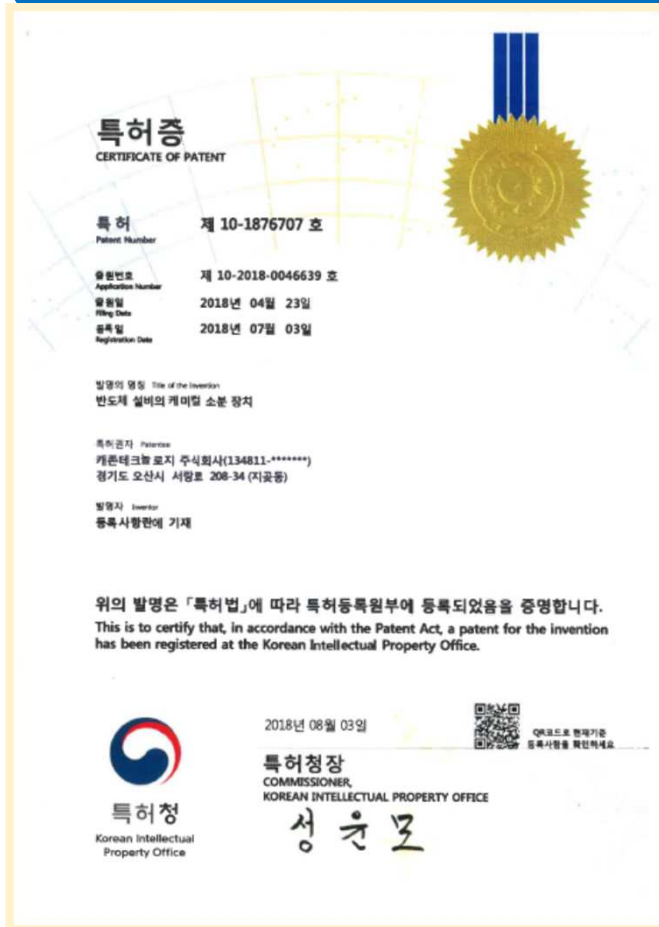 특허증
CERTIFICATE OF PATENT
특허 제 10-1876707 호
Patent Number
출원번호 제 10-2018-0046639 호
Application Number
출원일 2018년 04월 23일
Filing Date
등록일 2018년 07월 03일
Registration Date
발명의 명칭 Title of the Invention
반도체 설비의 케미컬 소분 장치
특허권자 Patentee
캐폰테크놀로지 주식회사(134811-*******)
경기도 오산시 서랑로 208-34 (지곶동)
발명자 Inventor
등록사항란에 기재
위의 발명은 「특허법」에 따라 특허등록원부에 등록되었음을 증명합니다.
This is to certify that, in accordance with the Patent Act, a patent for the invention
has been registered at the Korean Intellectual Property Office.
2018년 08월 03일
QR코드로 현재기준
등록사항을 확인하세요
특허청장
COMMISSIONER,
KOREAN INTELLECTUAL PROPERTY OFFICE
성윤모
특허청
Korean Intellectual
Property Office